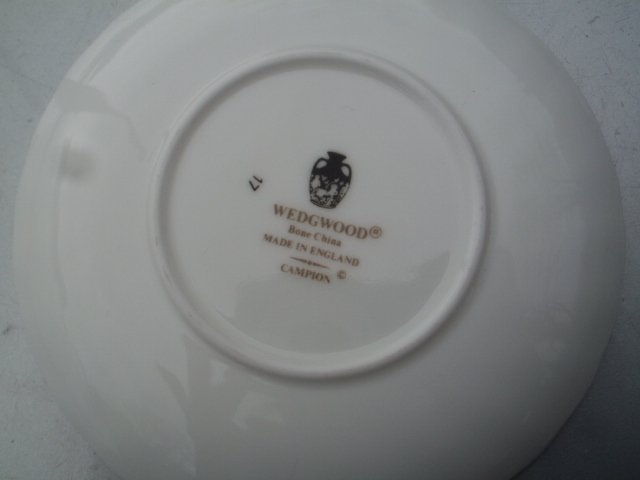 17
WEDGWOOD®
Bone China
MADE IN ENGLAND
CAMPION ©